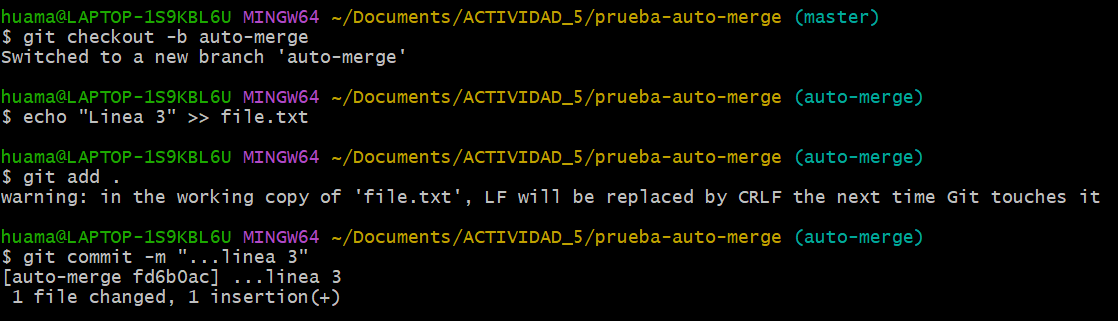 huama@LAPTOP-1S9KBL6U MINGW64 ~/Documents/ACTIVIDAD_5/prueba-auto-merge (master)
$ git checkout -b auto-merge
Switched to a new branch 'auto-merge'
huama@LAPTOP-1S9KBL6U MINGW64 ~/Documents/ACTIVIDAD_5/prueba-auto-merge (auto-merge)
$ echo "Linea 3" >> file.txt
huama@LAPTOP-1S9KBL6U MINGW64 ~/Documents/ACTIVIDAD_5/prueba-auto-merge (auto-merge)
$ git add .
warning: in the working copy of 'file.txt', LF will be replaced by CRLF the next time Git touches it
huama@LAPTOP-1S9KBL6U MINGW64 ~/Documents/ACTIVIDAD_5/prueba-auto-merge (auto-merge)
$ git commit -m "...linea 3"
[auto-merge fd6b0ac] ...linea 3
 1 file changed, 1 insertion(+)